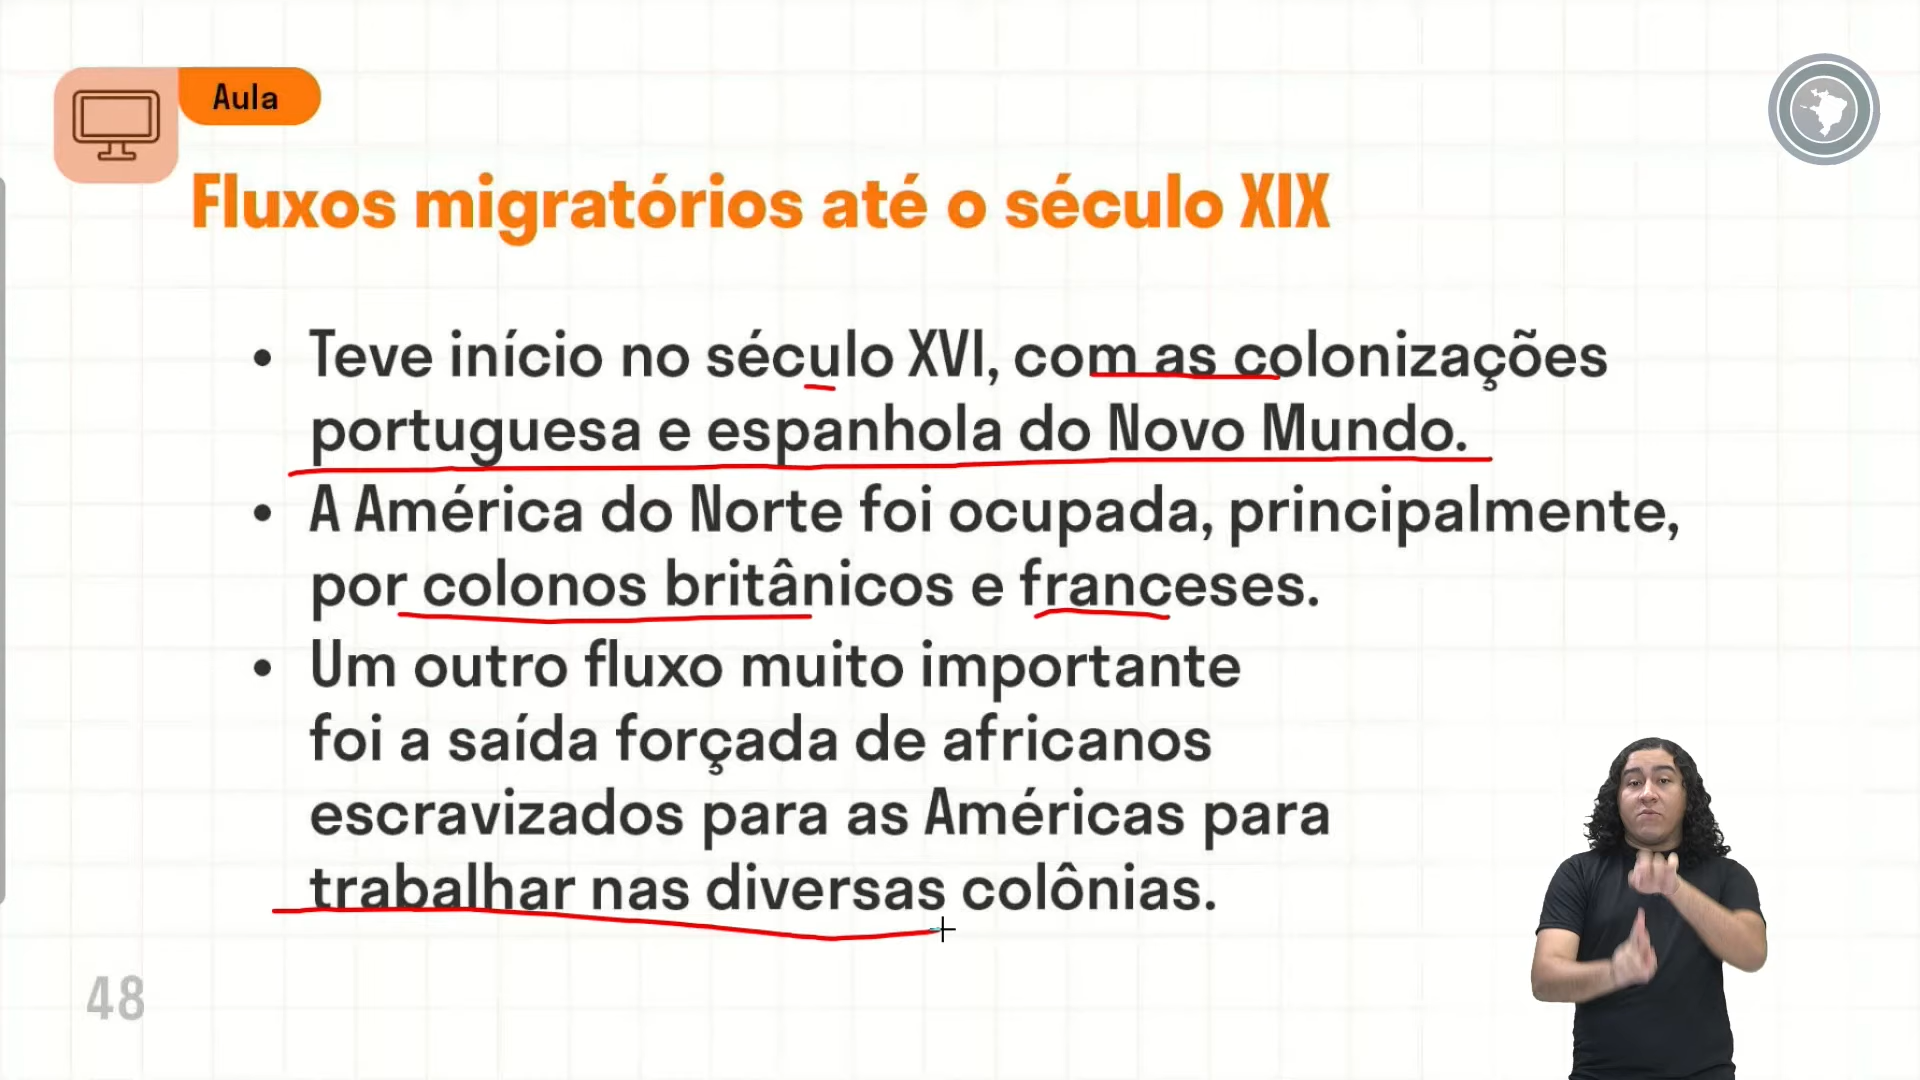 Aula
Fluxos migratórios até o século XIX
• Teve início no século XVI, com as colonizações
portuguesa e espanhola do Novo Mundo.
• A América do Norte foi ocupada, principalmente,
por colonos britânicos e franceses.
• Um outro fluxo muito importante
foi a saída forçada de africanos
escravizados para as Américas para
trabalhar nas diversas colônias.
48